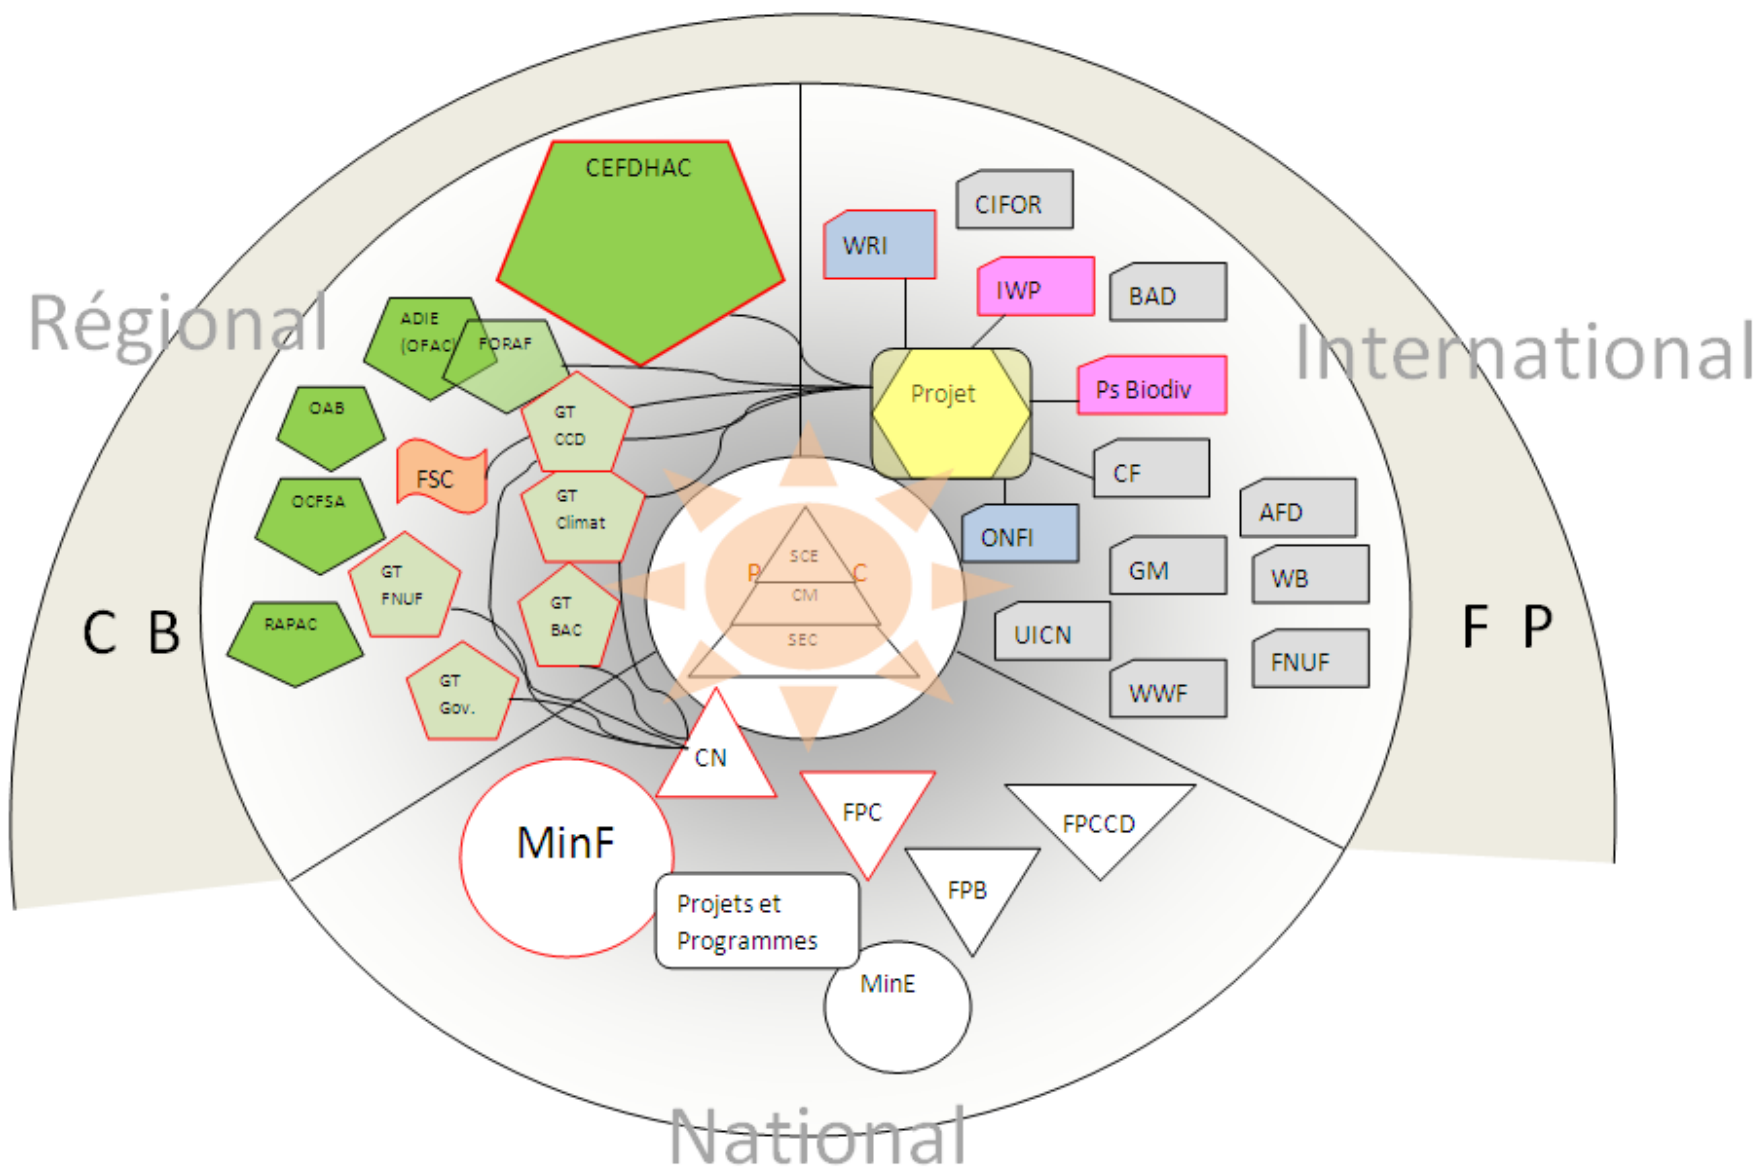 CEFDHAC
CIFOR
WRI
IWP
BAD
Régional
International
ADIE
(OFAC)
FORAF
Projet
Ps Biodiv
OAB
GT
CCD
FSC
CF
OCFSA
GT
Climat
AFD
ONFI
GT
FNUF
SCE
P
C
CM
SEC
GM
WB
GT
BAC
RAPAC
UICN
C B
F P
FNUF
GT
Gov.
WWF
CN
FPC
FPCCD
MinF
FPB
Projets et
Programmes
MinE
National